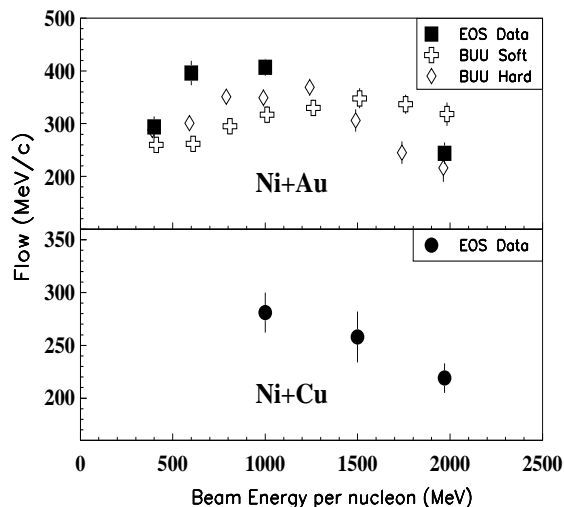 500
400
300
200
EOS Data
BUU Soft
BUU Hard
Ni+Au
Flow (MeV/c)
350
300
250
200
EOS Data
Ni+Cu
0 500 1000 1500 2000 2500
Beam Energy per nucleon (MeV)